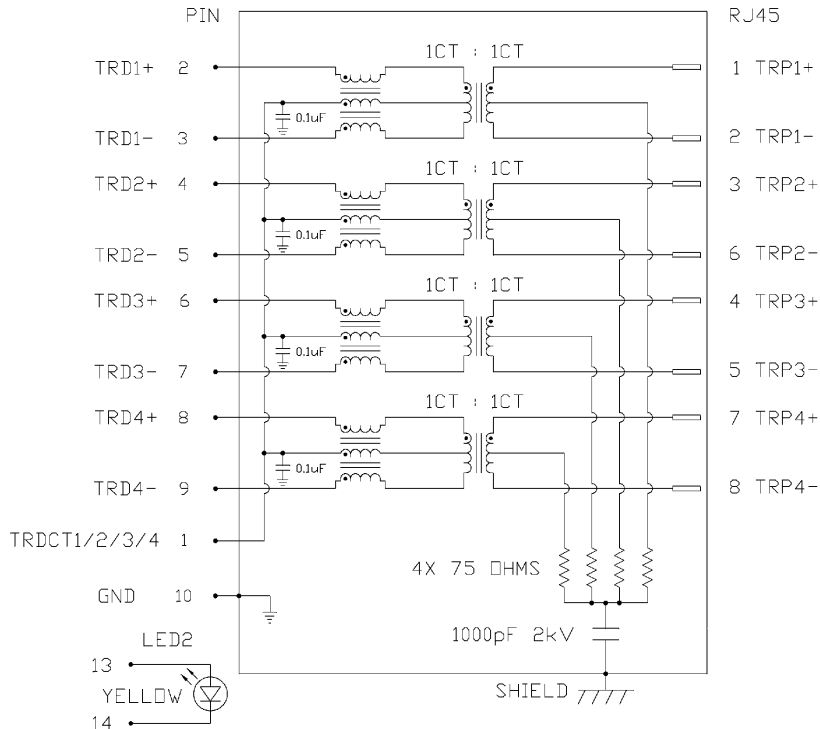 PIN RJ45
1CT : 1CT
TRD1+ 2 1 TRP1+
0.1uF
TRD1- 3 2 TRP1-
1CT : 1CT
TRD2+ 4 3 TRP2+
0.1uF
TRD2- 5 6 TRP2-
1CT : 1CT
TRD3+ 6 4 TRP3+
0.1uF
TRD3- 7 5 TRP3-
1CT : 1CT
TRD4+ 8 7 TRP4+
0.1uF
TRD4- 9 8 TRP4-
TRDCT1/2/3/4 1
4X 75 OHMS
GND 10
1000pF 2kV
LED2
13
SHIELD
YELLOW
14